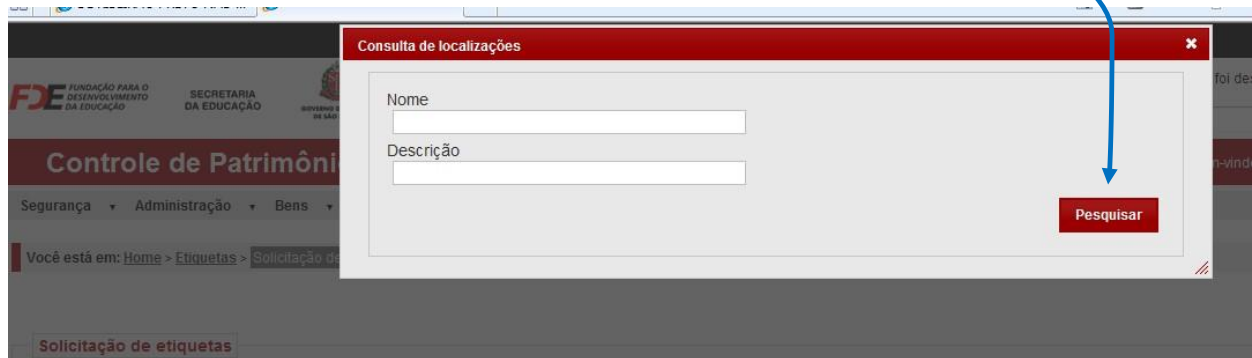 Consulta de localizações
foi des
FDE FUNDAÇÃO PARA O
DESENVOLVIMENTO
DA EDUCAÇÃO
SECRETARIA
DA EDUCAÇÃO
Nome
Descrição
Controle de Patrimôni
Segurança Administração Bens
Pesquisar
Você está em: Home > Etiquetas > Solicitação de
Solicitação de etiquetas